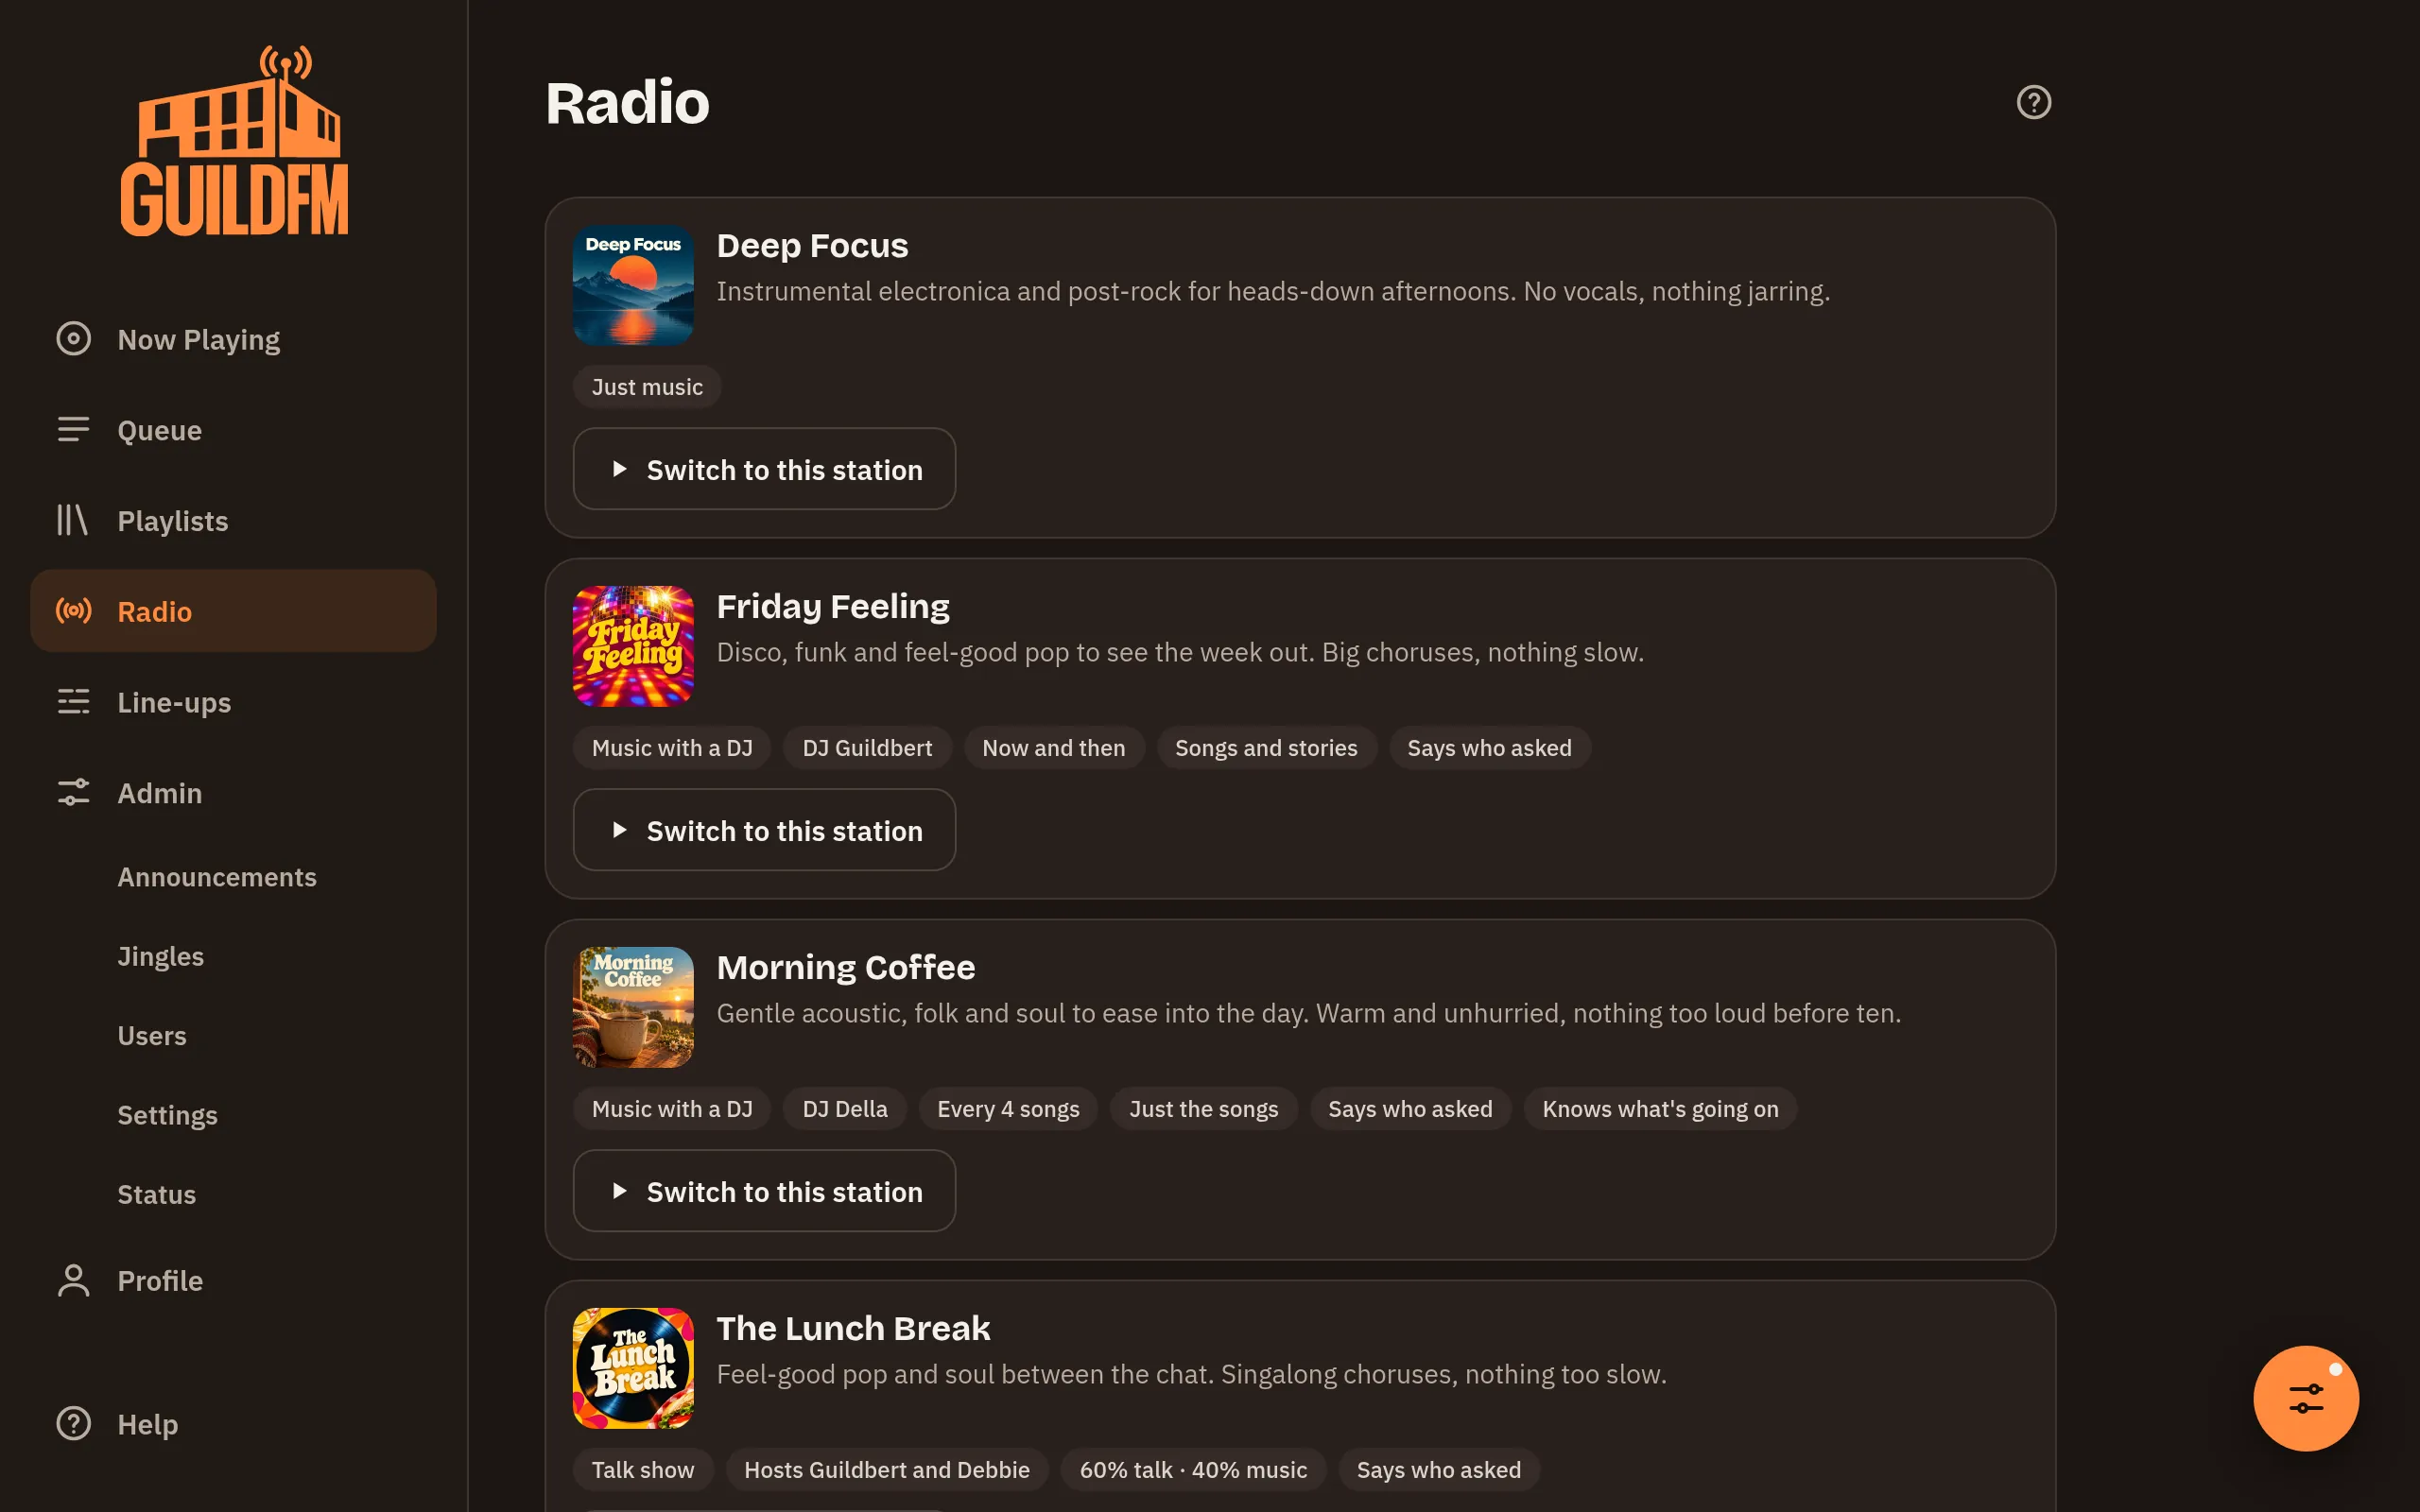 GUILDFM
Now Playing
Queue
Playlists
Radio
Line-ups
Admin
Announcements
Jingles
Users
Settings
Status
Profile
Help
Radio
Deep Focus
Deep Focus
Instrumental electronica and post-rock for heads-down afternoons. No vocals, nothing jarring.
Just music
Switch to this station
Friday
Feeling
Friday Feeling
Disco, funk and feel-good pop to see the week out. Big choruses, nothing slow.
Music with a DJ DJ Guildbert Now and then Songs and stories Says who asked
Switch to this station
Morning
Coffee
Morning Coffee
Gentle acoustic, folk and soul to ease into the day. Warm and unhurried, nothing too loud before ten.
Music with a DJ DJ Della Every 4 songs Just the songs Says who asked Knows what's going on
Switch to this station
The
Lunch
Break
The Lunch Break
Feel-good pop and soul between the chat. Singalong choruses, nothing too slow.
Talk show Hosts Guildbert and Debbie 60% talk · 40% music Says who asked